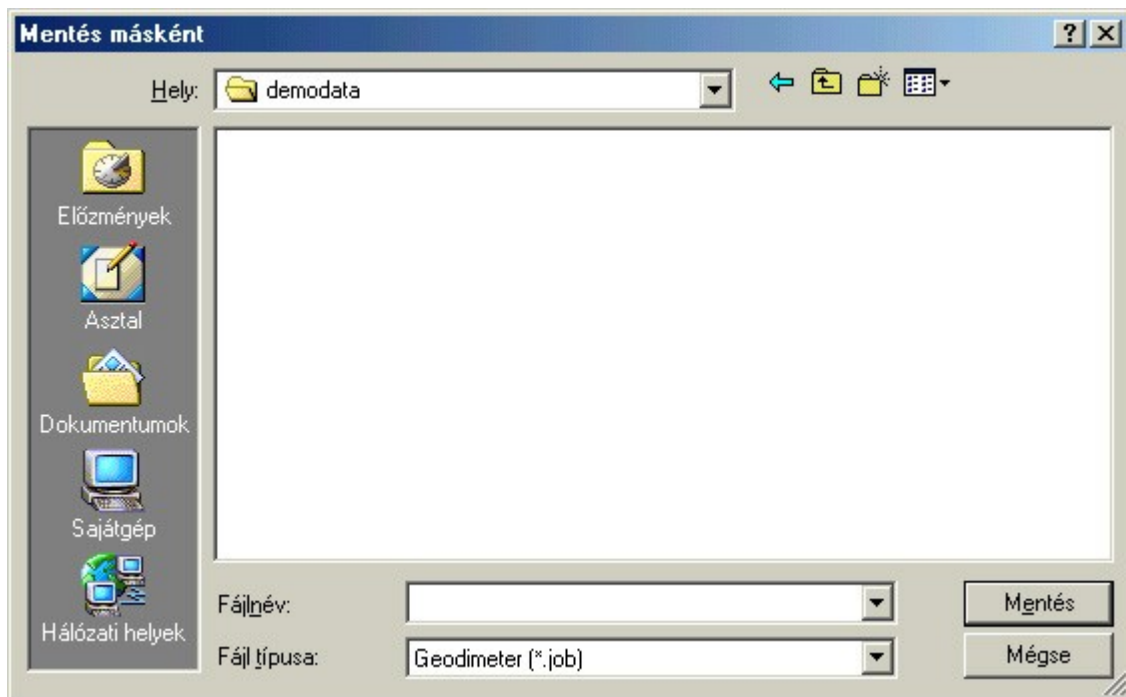 Mentés másként
Hely: demodata
Előzmények
Asztal
Dokumentumok
Sajátgép
Hálózati helyek
Fájlnév: Mentés
Fájl típusa: Geodimeter (*.job) Mégse